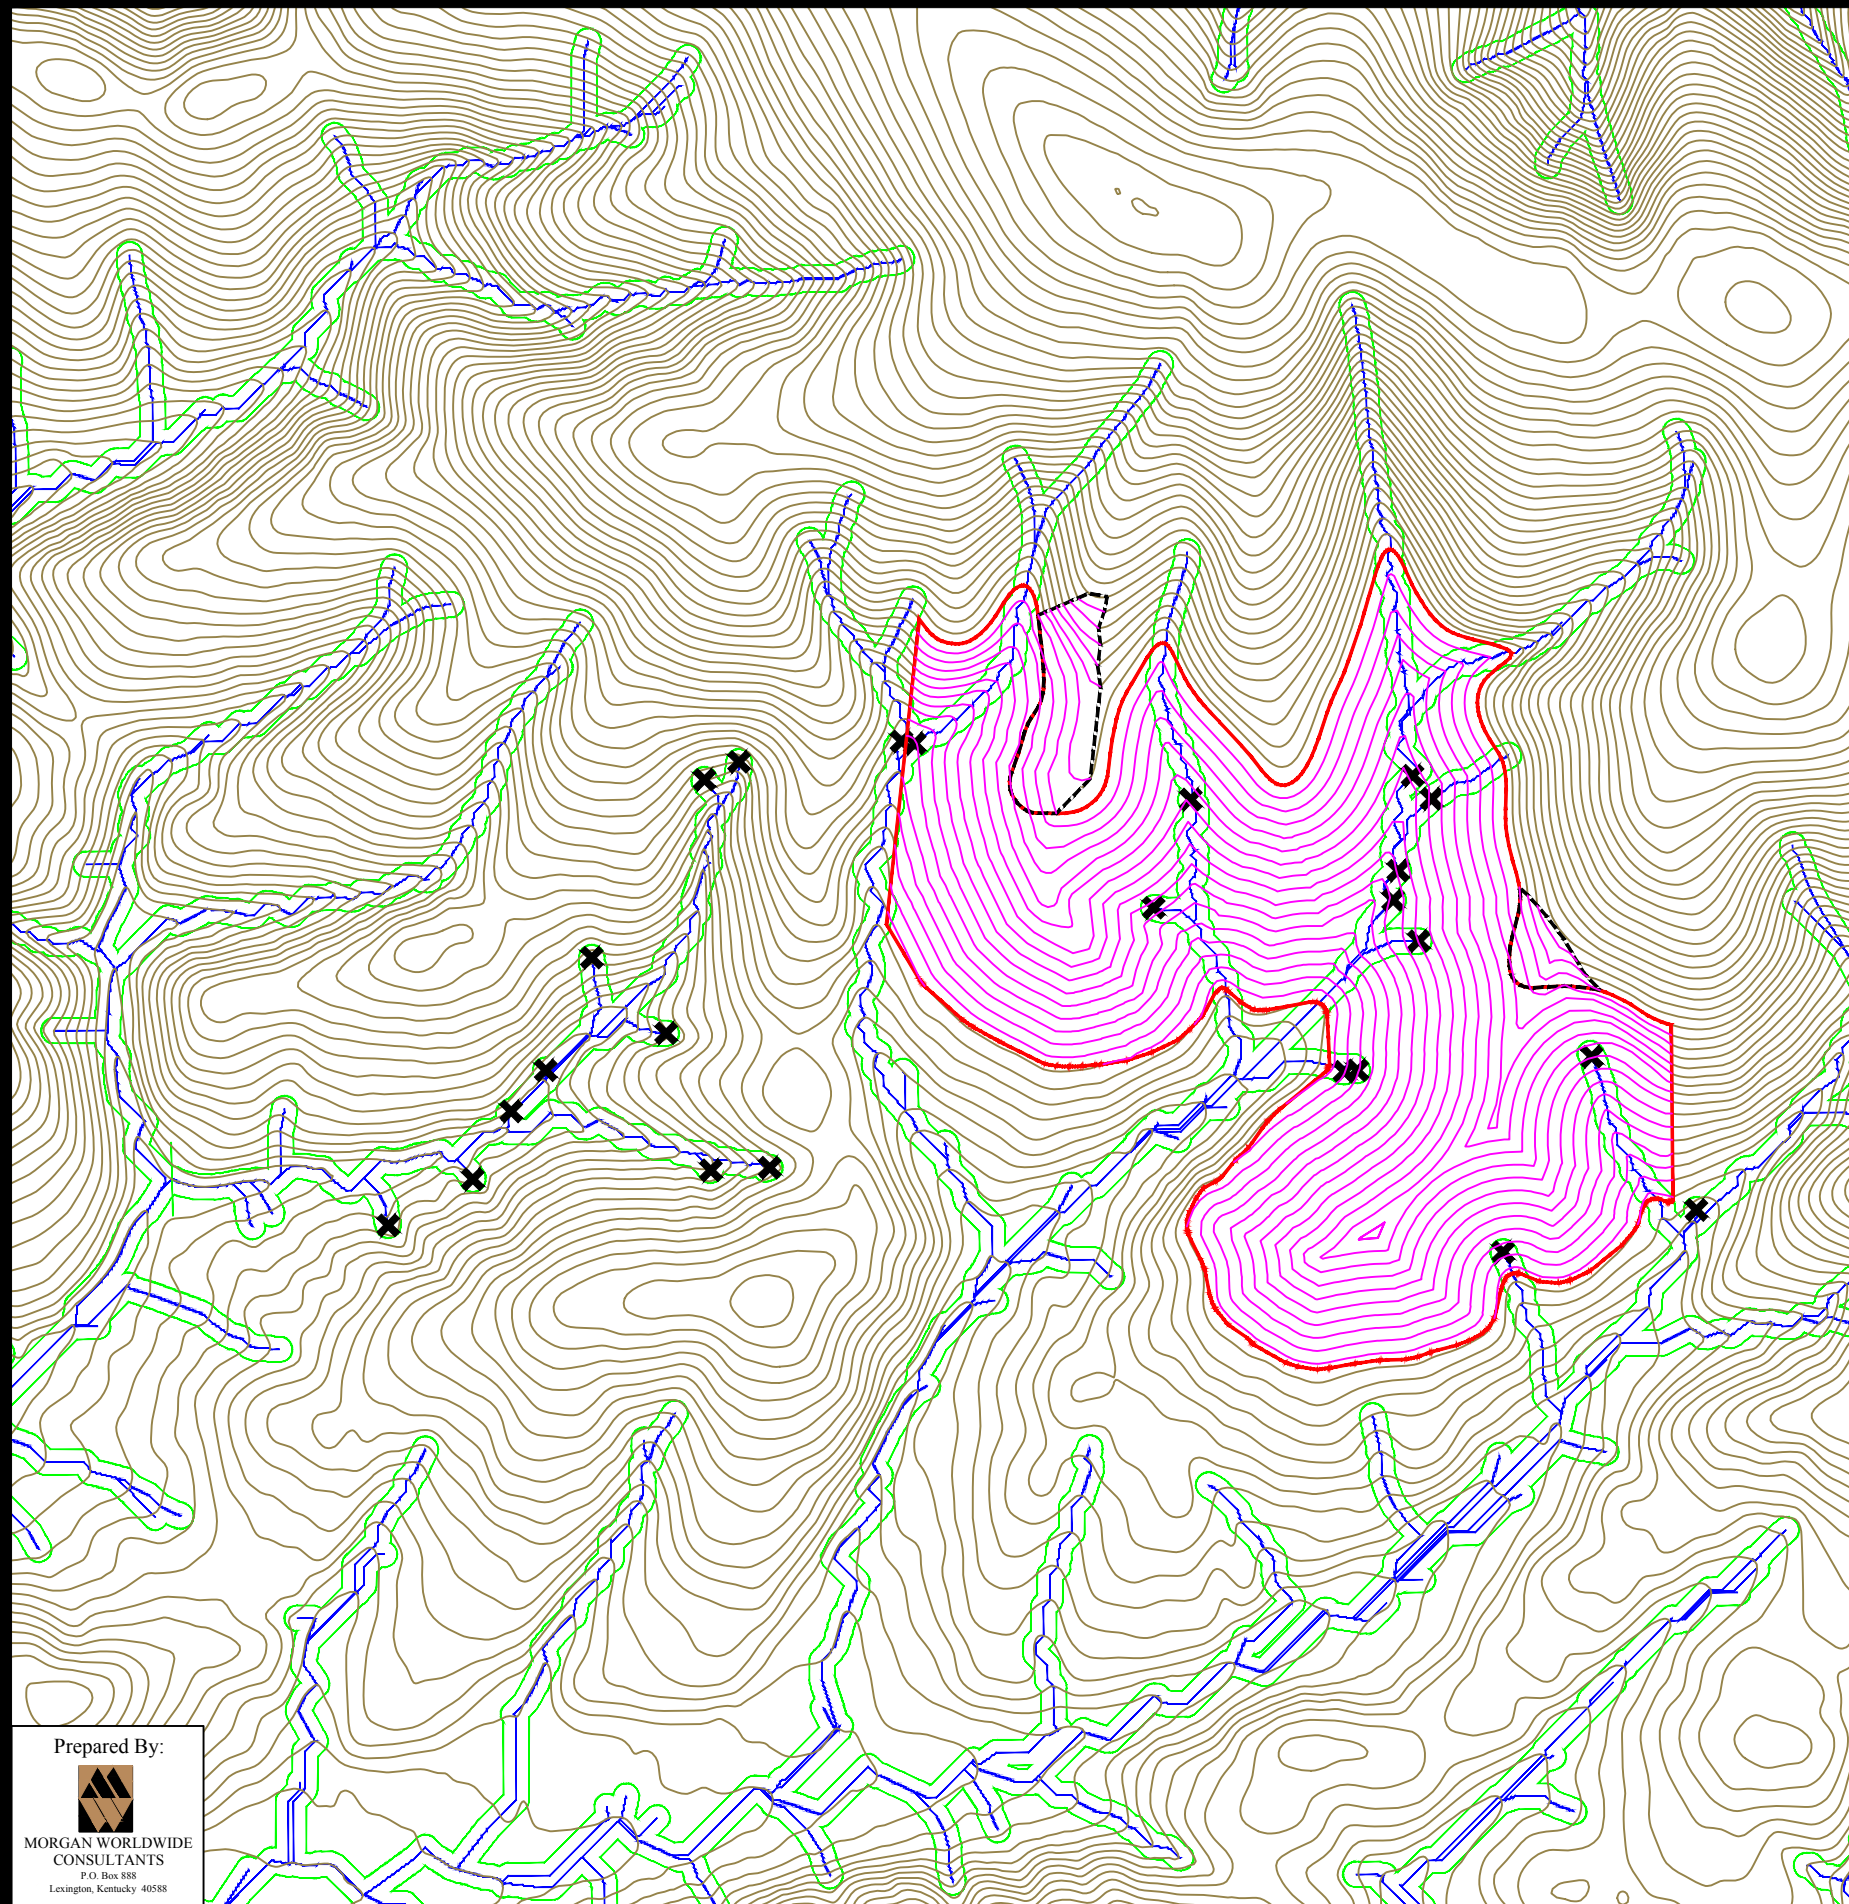 Prepared By:
MORGAN WORLDWIDE
CONSULTANTS
P.O. Box 888
Lexington, Kentucky 40588